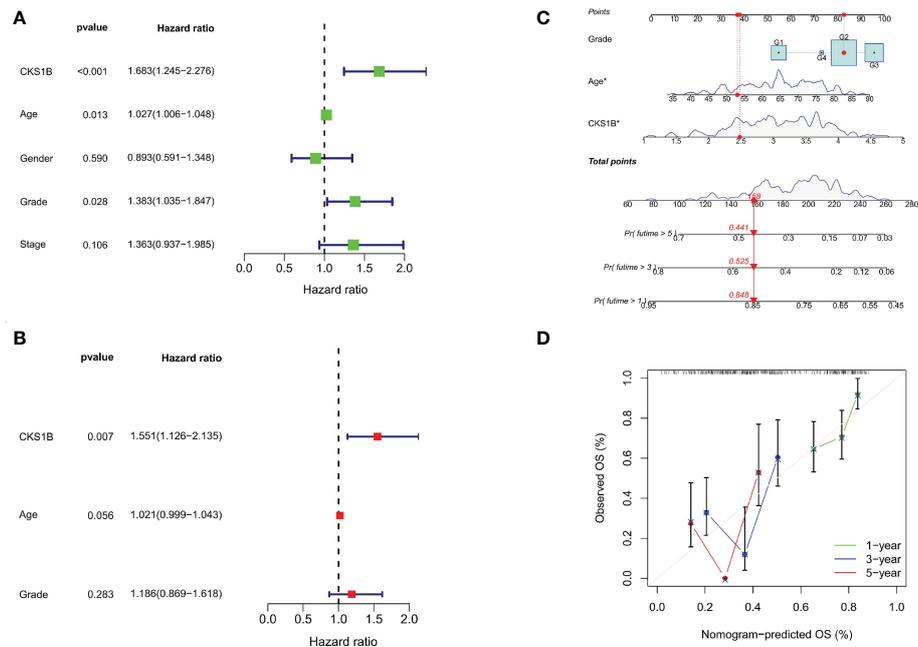 A
pvalue Hazard ratio
CKS1B <0.001 1.683(1.245−2.276)
Age 0.013 1.027(1.006−1.048)
Gender 0.590 0.893(0.591−1.348)
Grade 0.028 1.383(1.035−1.847)
Stage 0.106 1.363(0.937−1.985)
0.0 0.5 1.0 1.5 2.0
Hazard ratio
B
pvalue Hazard ratio
CKS1B 0.007 1.551(1.126−2.135)
Age 0.056 1.021(0.999−1.043)
Grade 0.283 1.186(0.869−1.618)
0.0 0.5 1.0 1.5 2.0
Hazard ratio
C
Points
0 10 20 30 40 50 60 70 80 90 100
Grade
G1 G2
G4 G3
Age*
35 40 45 50 55 60 65 70 75 80 85 90
CKS1B*
1 1.5 2 2.5 3 3.5 4 4.5 5
Total points
158
60 80 100 120 140 160 180 200 220 240 260 280
0.441
Pr( futime > 5)
0.7 0.5 0.3 0.15 0.07 0.03
0.525
Pr( futime > 3)
0.8 0.6 0.4 0.2 0.12 0.06
0.848
Pr( futime > 1)
0.95 0.85 0.75 0.65 0.55 0.45
D
Observed OS (%)
1.0
0.8
0.6
0.4
0.2
0.0
1-year
3-year
5-year
0.0 0.2 0.4 0.6 0.8 1.0
Nomogram-predicted OS (%)